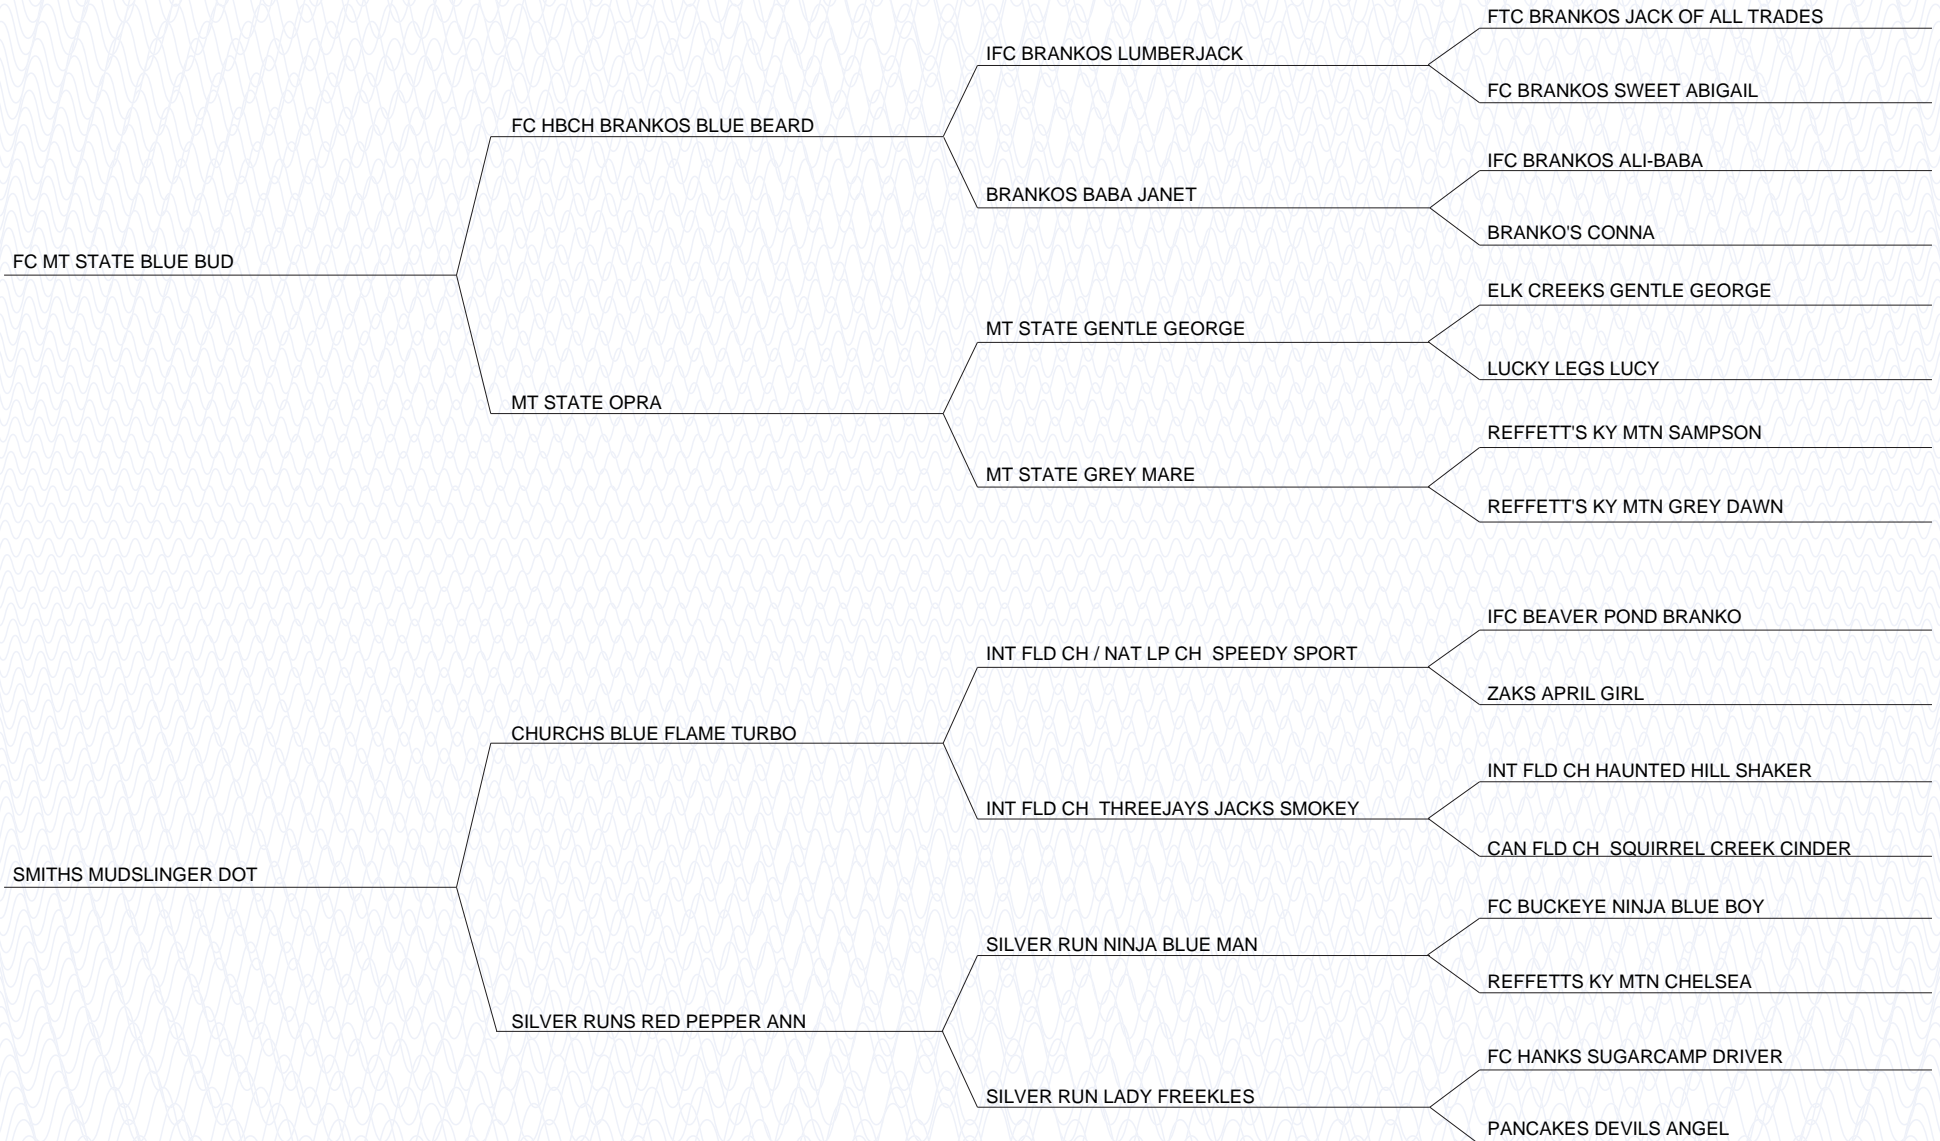 FTC BRANKOS JACK OF ALL TRADES
IFC BRANKOS LUMBERJACK
FC BRANKOS SWEET ABIGAIL
FC HBCH BRANKOS BLUE BEARD
IFC BRANKOS ALI-BABA
BRANKOS BABA JANET
BRANKO'S CONNA
FC MT STATE BLUE BUD
ELK CREEKS GENTLE GEORGE
MT STATE GENTLE GEORGE
LUCKY LEGS LUCY
MT STATE OPRA
REFFETT'S KY MTN SAMPSON
MT STATE GREY MARE
REFFETT'S KY MTN GREY DAWN
IFC BEAVER POND BRANKO
INT FLD CH / NAT LP CH  SPEEDY SPORT
ZAKS APRIL GIRL
CHURCHS BLUE FLAME TURBO
INT FLD CH HAUNTED HILL SHAKER
INT FLD CH  THREEJAYS JACKS SMOKEY
CAN FLD CH  SQUIRREL CREEK CINDER
SMITHS MUDSLINGER DOT
FC BUCKEYE NINJA BLUE BOY
SILVER RUN NINJA BLUE MAN
REFFETTS KY MTN CHELSEA
SILVER RUNS RED PEPPER ANN
FC HANKS SUGARCAMP DRIVER
SILVER RUN LADY FREEKLES
PANCAKES DEVILS ANGEL